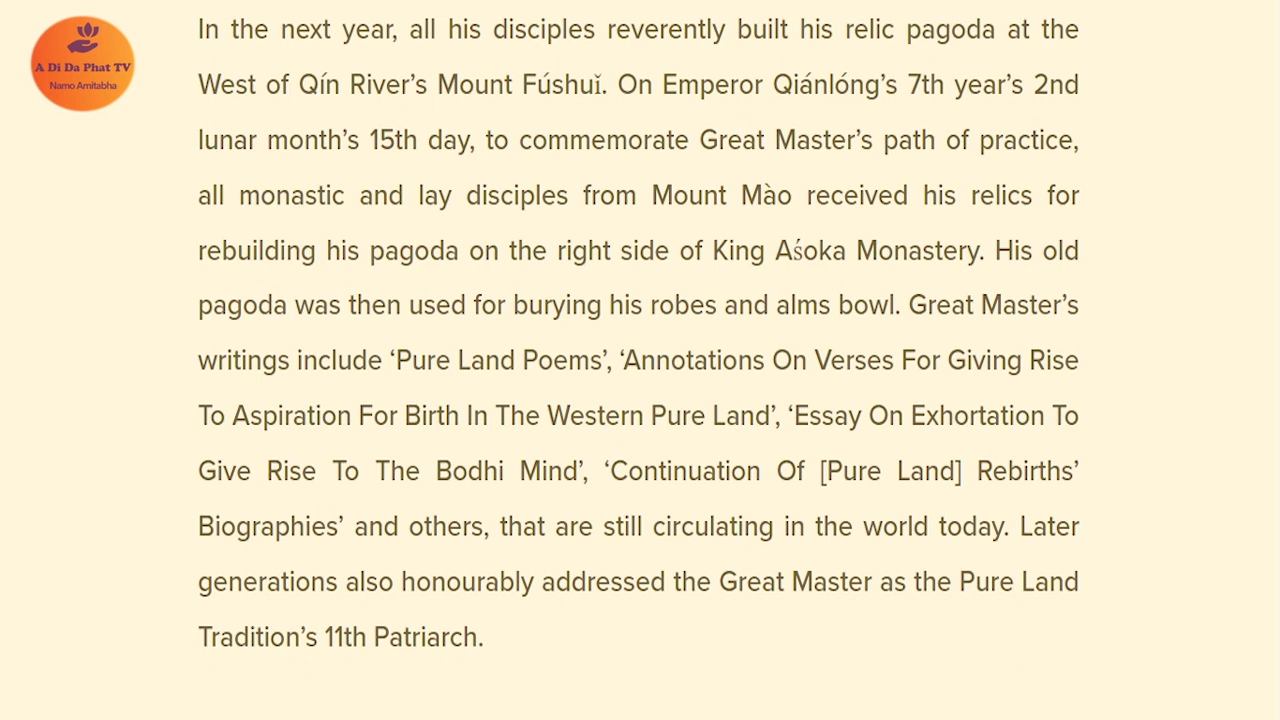 A Di Da Phat TV
Namo Amitabha
In the next year, all his disciples reverently built his relic pagoda at the
West of Qín River’s Mount Fúshuǐ. On Emperor Qiánlóng’s 7th year’s 2nd
lunar month’s 15th day, to commemorate Great Master’s path of practice,
all monastic and lay disciples from Mount Mào received his relics for
rebuilding his pagoda on the right side of King Aśoka Monastery. His old
pagoda was then used for burying his robes and alms bowl. Great Master’s
writings include ‘Pure Land Poems’, ‘Annotations On Verses For Giving Rise
To Aspiration For Birth In The Western Pure Land’, ‘Essay On Exhortation To
Give Rise To The Bodhi Mind’, ‘Continuation Of [Pure Land] Rebirths’
Biographies’ and others, that are still circulating in the world today. Later
generations also honourably addressed the Great Master as the Pure Land
Tradition’s 11th Patriarch.